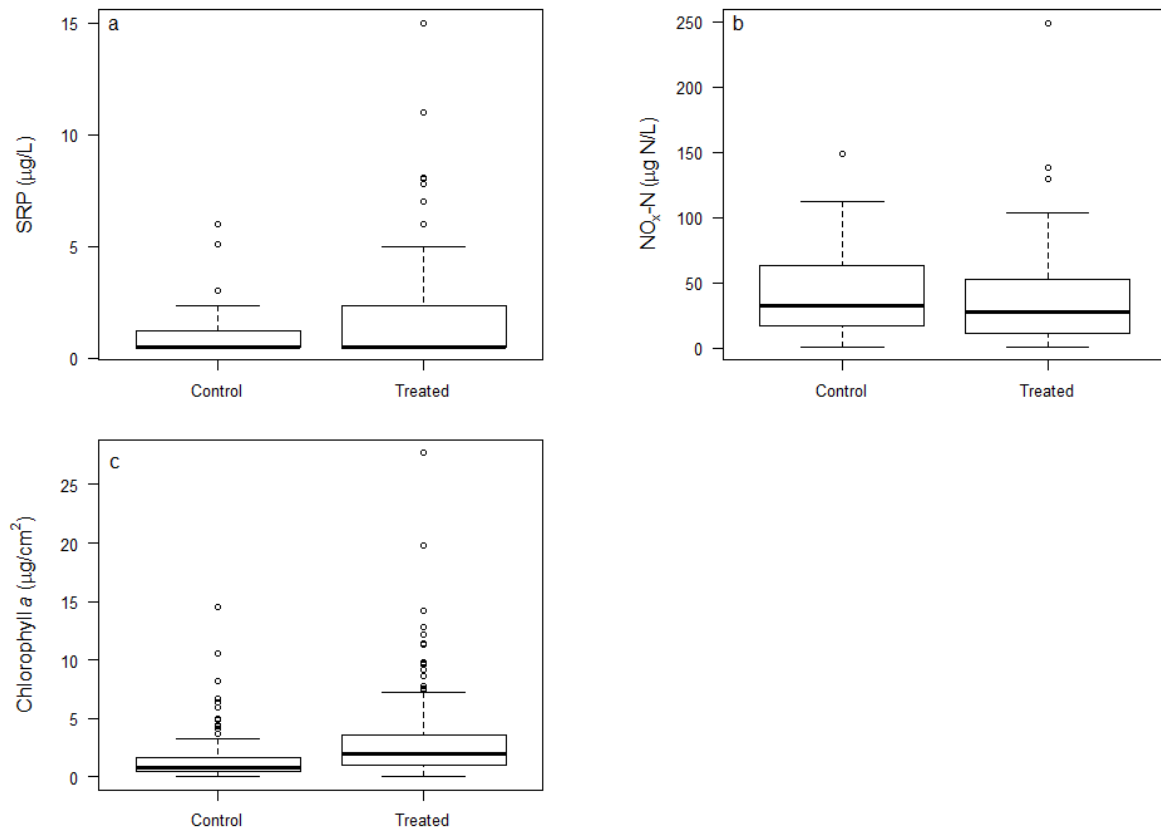 a
15
10
5
0
SRP (µg/L)
Control Treated
b
250
200
150
100
50
0
NOₓ-N (µg N/L)
Control Treated
c
25
20
15
10
5
0
Chlorophyll a (µg/cm²)
Control Treated